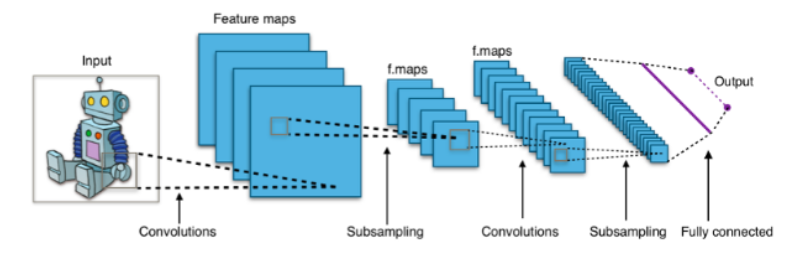 Feature maps
Input
f.maps
f.maps
Output
Convolutions
Subsampling
Convolutions
Subsampling
Fully connected